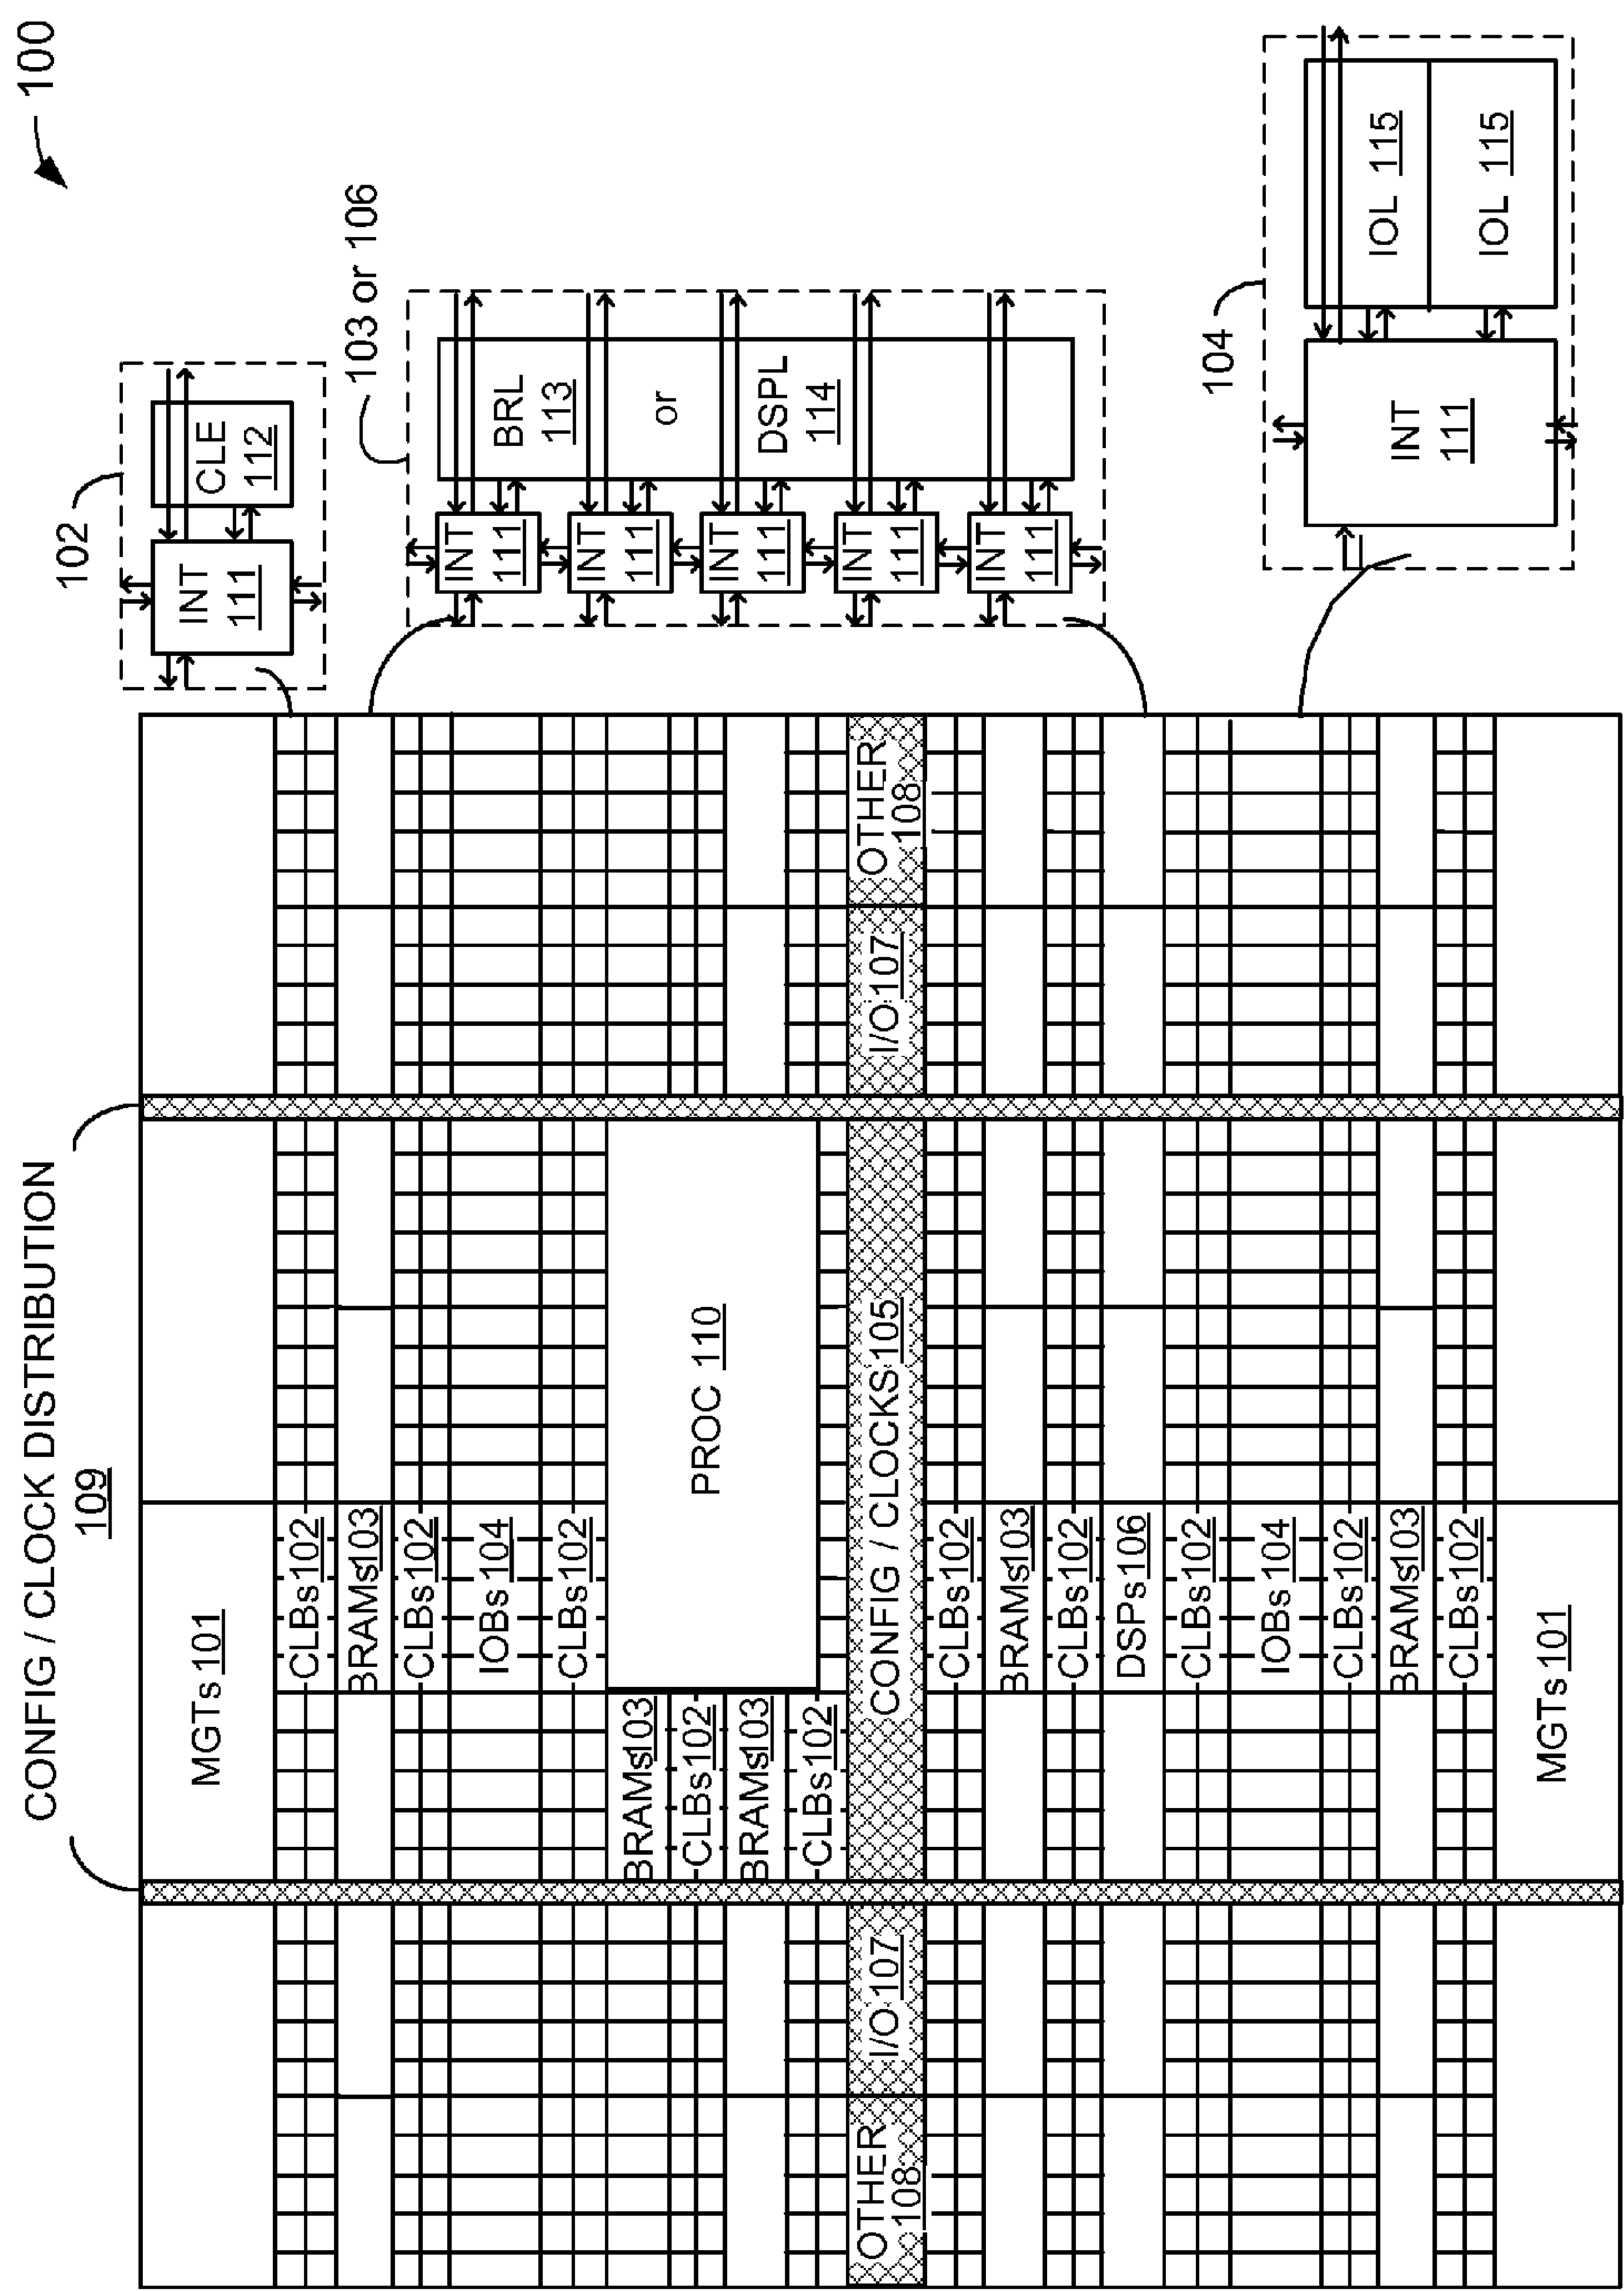 CONFIG / CLOCK DISTRIBUTION
109
100
MGTs 101
CLBs 102
BRAMs 103
CLBs 102
IOBs 104
CLBs 102
BRAMs 103
CLBs 102
BRAMs 103
CLBs 102
PROC 110
OTHER
108
I/O 107
CONFIG / CLOCKS 105
I/O 107
OTHER
108
CLBs 102
BRAMs 103
CLBs 102
DSPs 106
CLBs 102
IOBs 104
CLBs 102
BRAMs 103
CLBs 102
MGTs 101
102
INT
111
CLE
112
103 or 106
INT
111
INT
111
INT
111
INT
111
INT
111
BRL
113
or
DSPL
114
104
INT
111
IOL 115
IOL 115